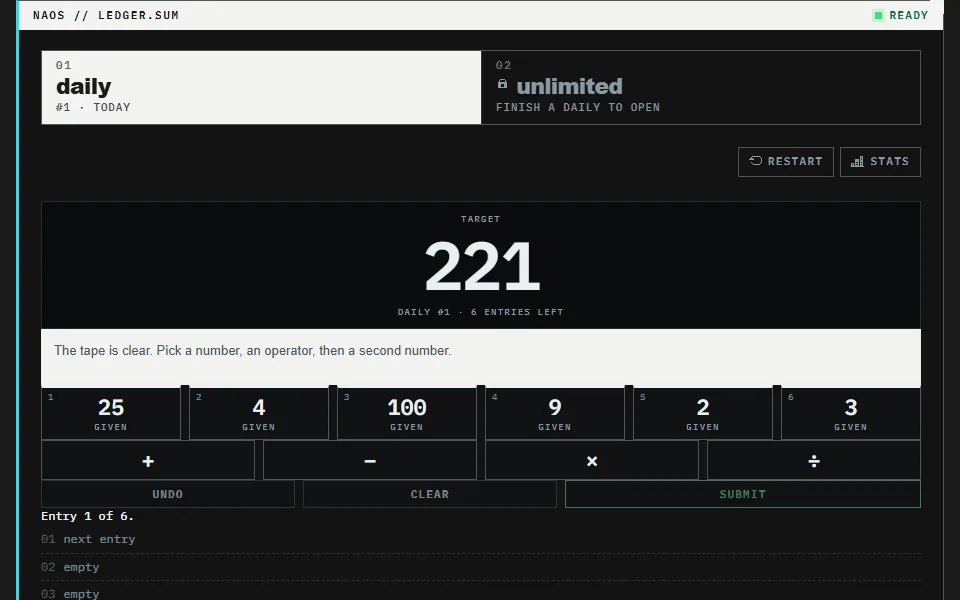 NAOS // LEDGER.SUM
READY
01
daily
#1 · TODAY
02
unlimited
FINISH A DAILY TO OPEN
RESTART
STATS
TARGET
221
DAILY #1 · 6 ENTRIES LEFT
The tape is clear. Pick a number, an operator, then a second number.
1 25 GIVEN
2 4 GIVEN
3 100 GIVEN
4 9 GIVEN
5 2 GIVEN
6 3 GIVEN
+ − × ÷
UNDO
CLEAR
SUBMIT
Entry 1 of 6.
01 next entry
02 empty
03 empty